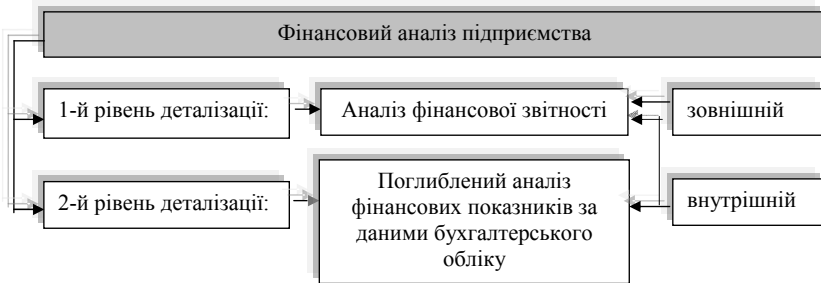 Фінансовий аналіз підприємства
1-й рівень деталізації:
Аналіз фінансової звітності
зовнішній
2-й рівень деталізації:
Поглиблений аналіз
фінансових показників за
даними бухгалтерського
обліку
внутрішній